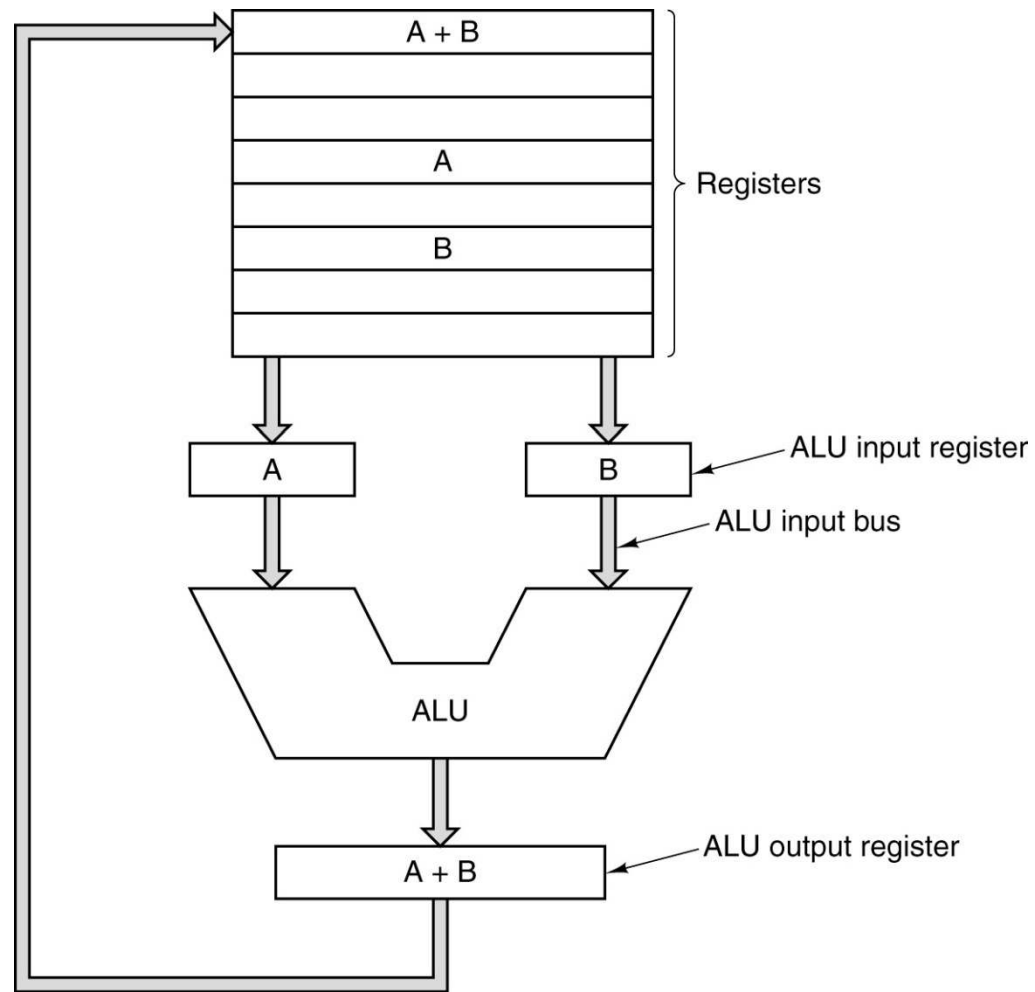 A + B
A
Registers
B
A
B
ALU input register
ALU input bus
ALU
ALU output register
A + B